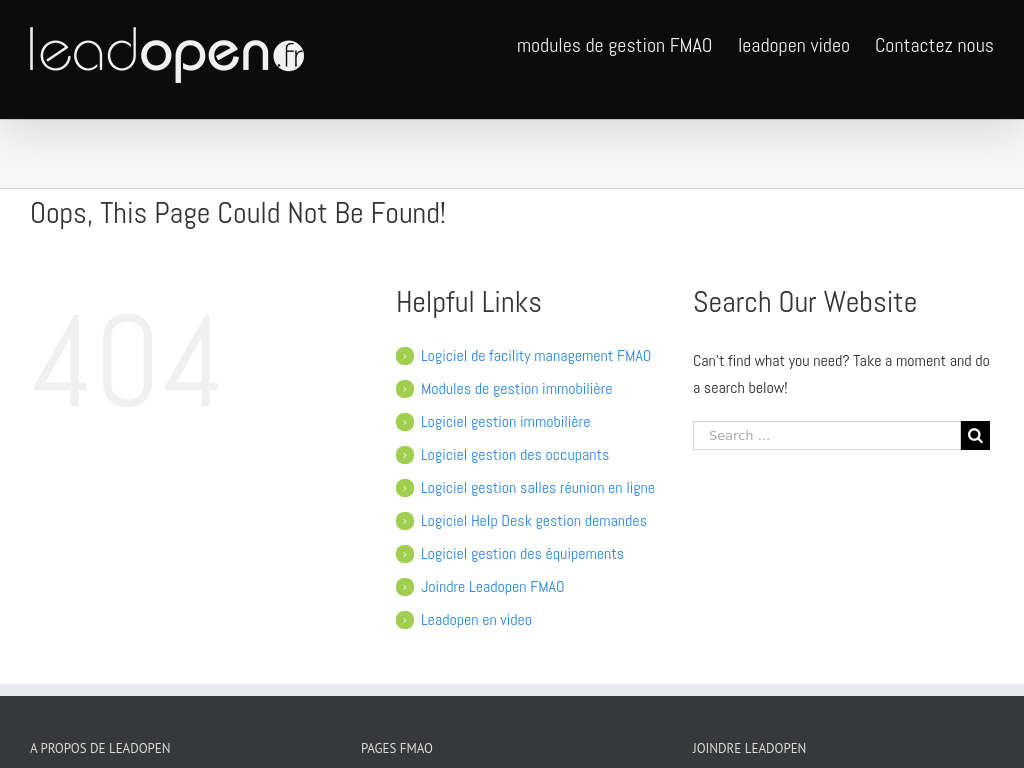 leadopen.fr
modules de gestion FMAO
leadopen video
Contactez nous
Oops, This Page Could Not Be Found!
404
Helpful Links
Logiciel de facility management FMAO
Modules de gestion immobilière
Logiciel gestion immobilière
Logiciel gestion des occupants
Logiciel gestion salles réunion en ligne
Logiciel Help Desk gestion demandes
Logiciel gestion des équipements
Joindre Leadopen FMAO
Leadopen en video
Search Our Website
Can't find what you need? Take a moment and do
a search below!
Search ...
A PROPOS DE LEADOPEN
PAGES FMAO
JOINDRE LEADOPEN